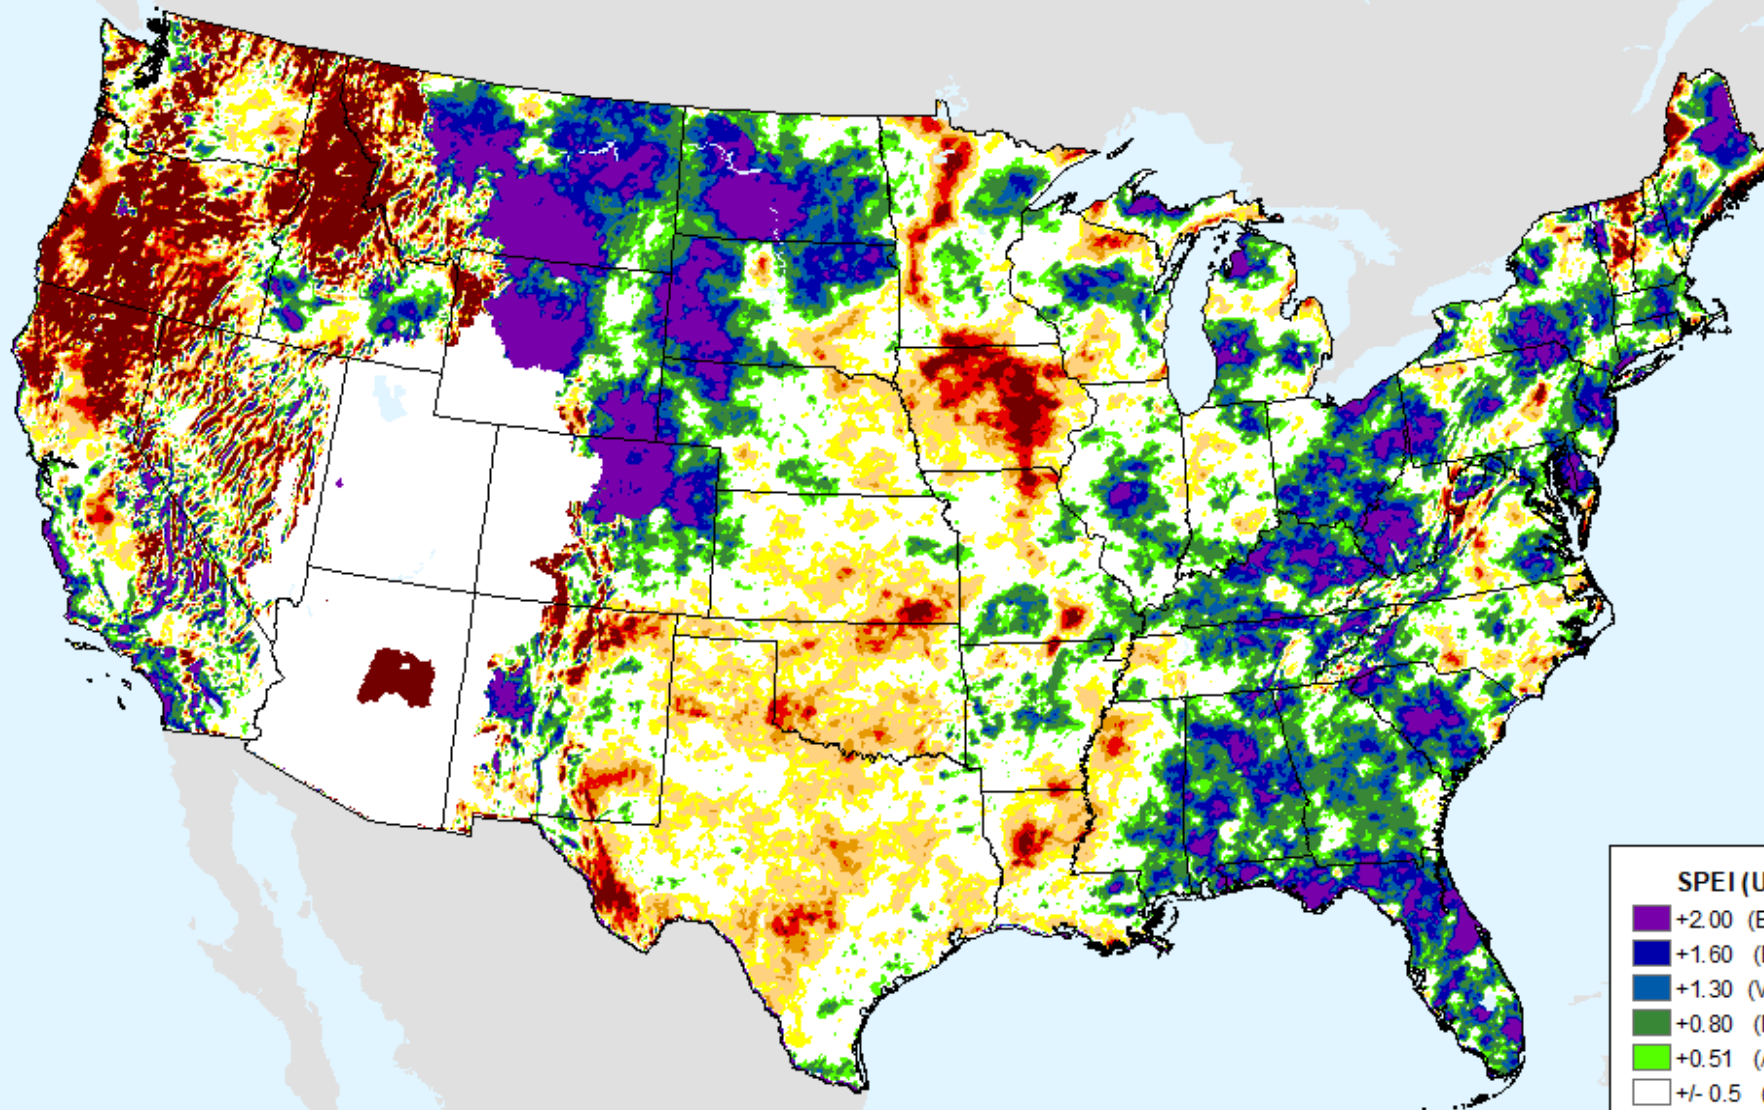 SPEI (U
+2.00 (E
+1.60 (
+1.30 (V
+0.80 (
+0.51 (
+/- 0.5 (